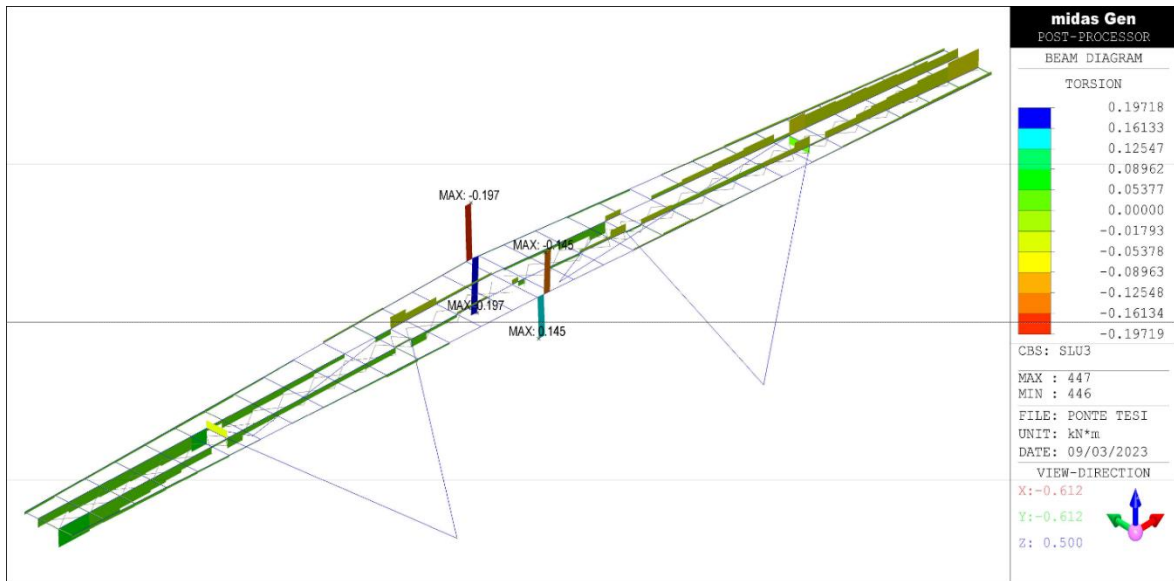 MAX: -0.197
MAX: -0.145
MAX: 0.197
MAX: 0.145
midas Gen
POST-PROCESSOR
BEAM DIAGRAM
TORSION
0.19718
0.16133
0.12547
0.08962
0.05377
0.00000
-0.01793
-0.05378
-0.08963
-0.12548
-0.16134
-0.19719
CBS: SLU3
MAX : 447
MIN : 446
FILE: PONTE TESI
UNIT: kN*m
DATE: 09/03/2023
VIEW-DIRECTION
X:-0.612
Y:-0.612
Z: 0.500